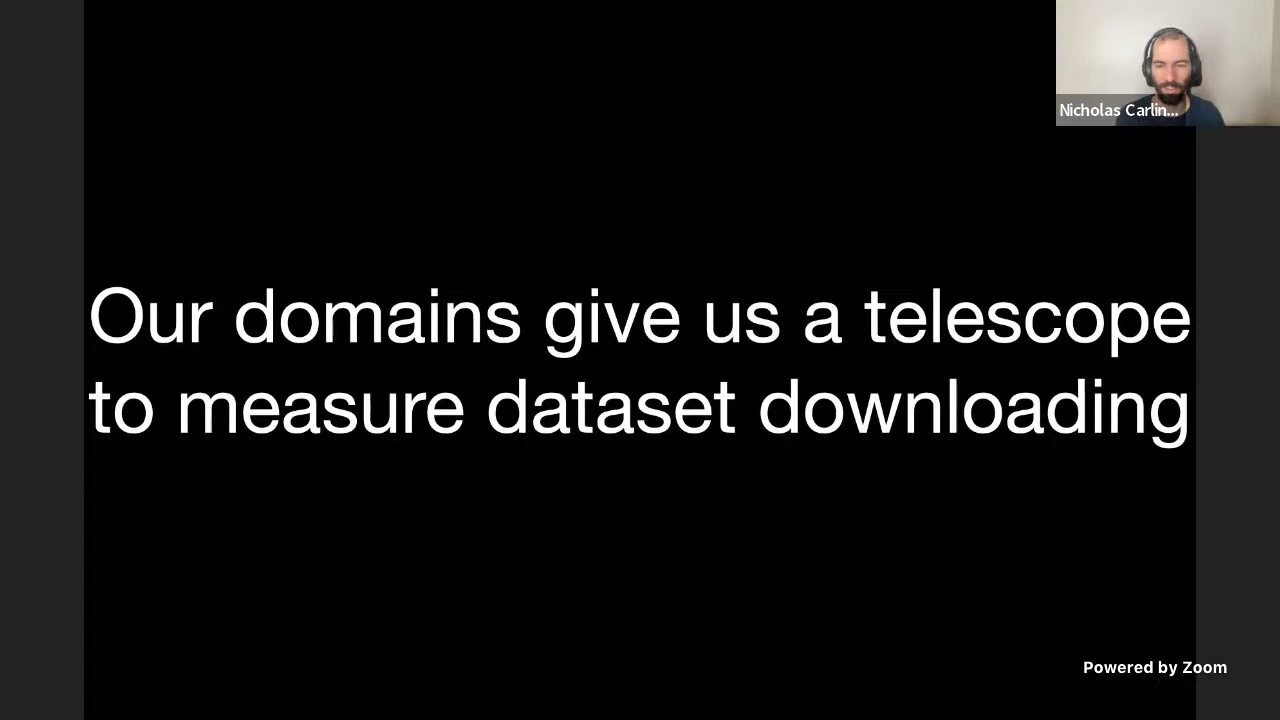 Nicholas Carlin...
Our domains give us a telescope
to measure dataset downloading
Powered by Zoom